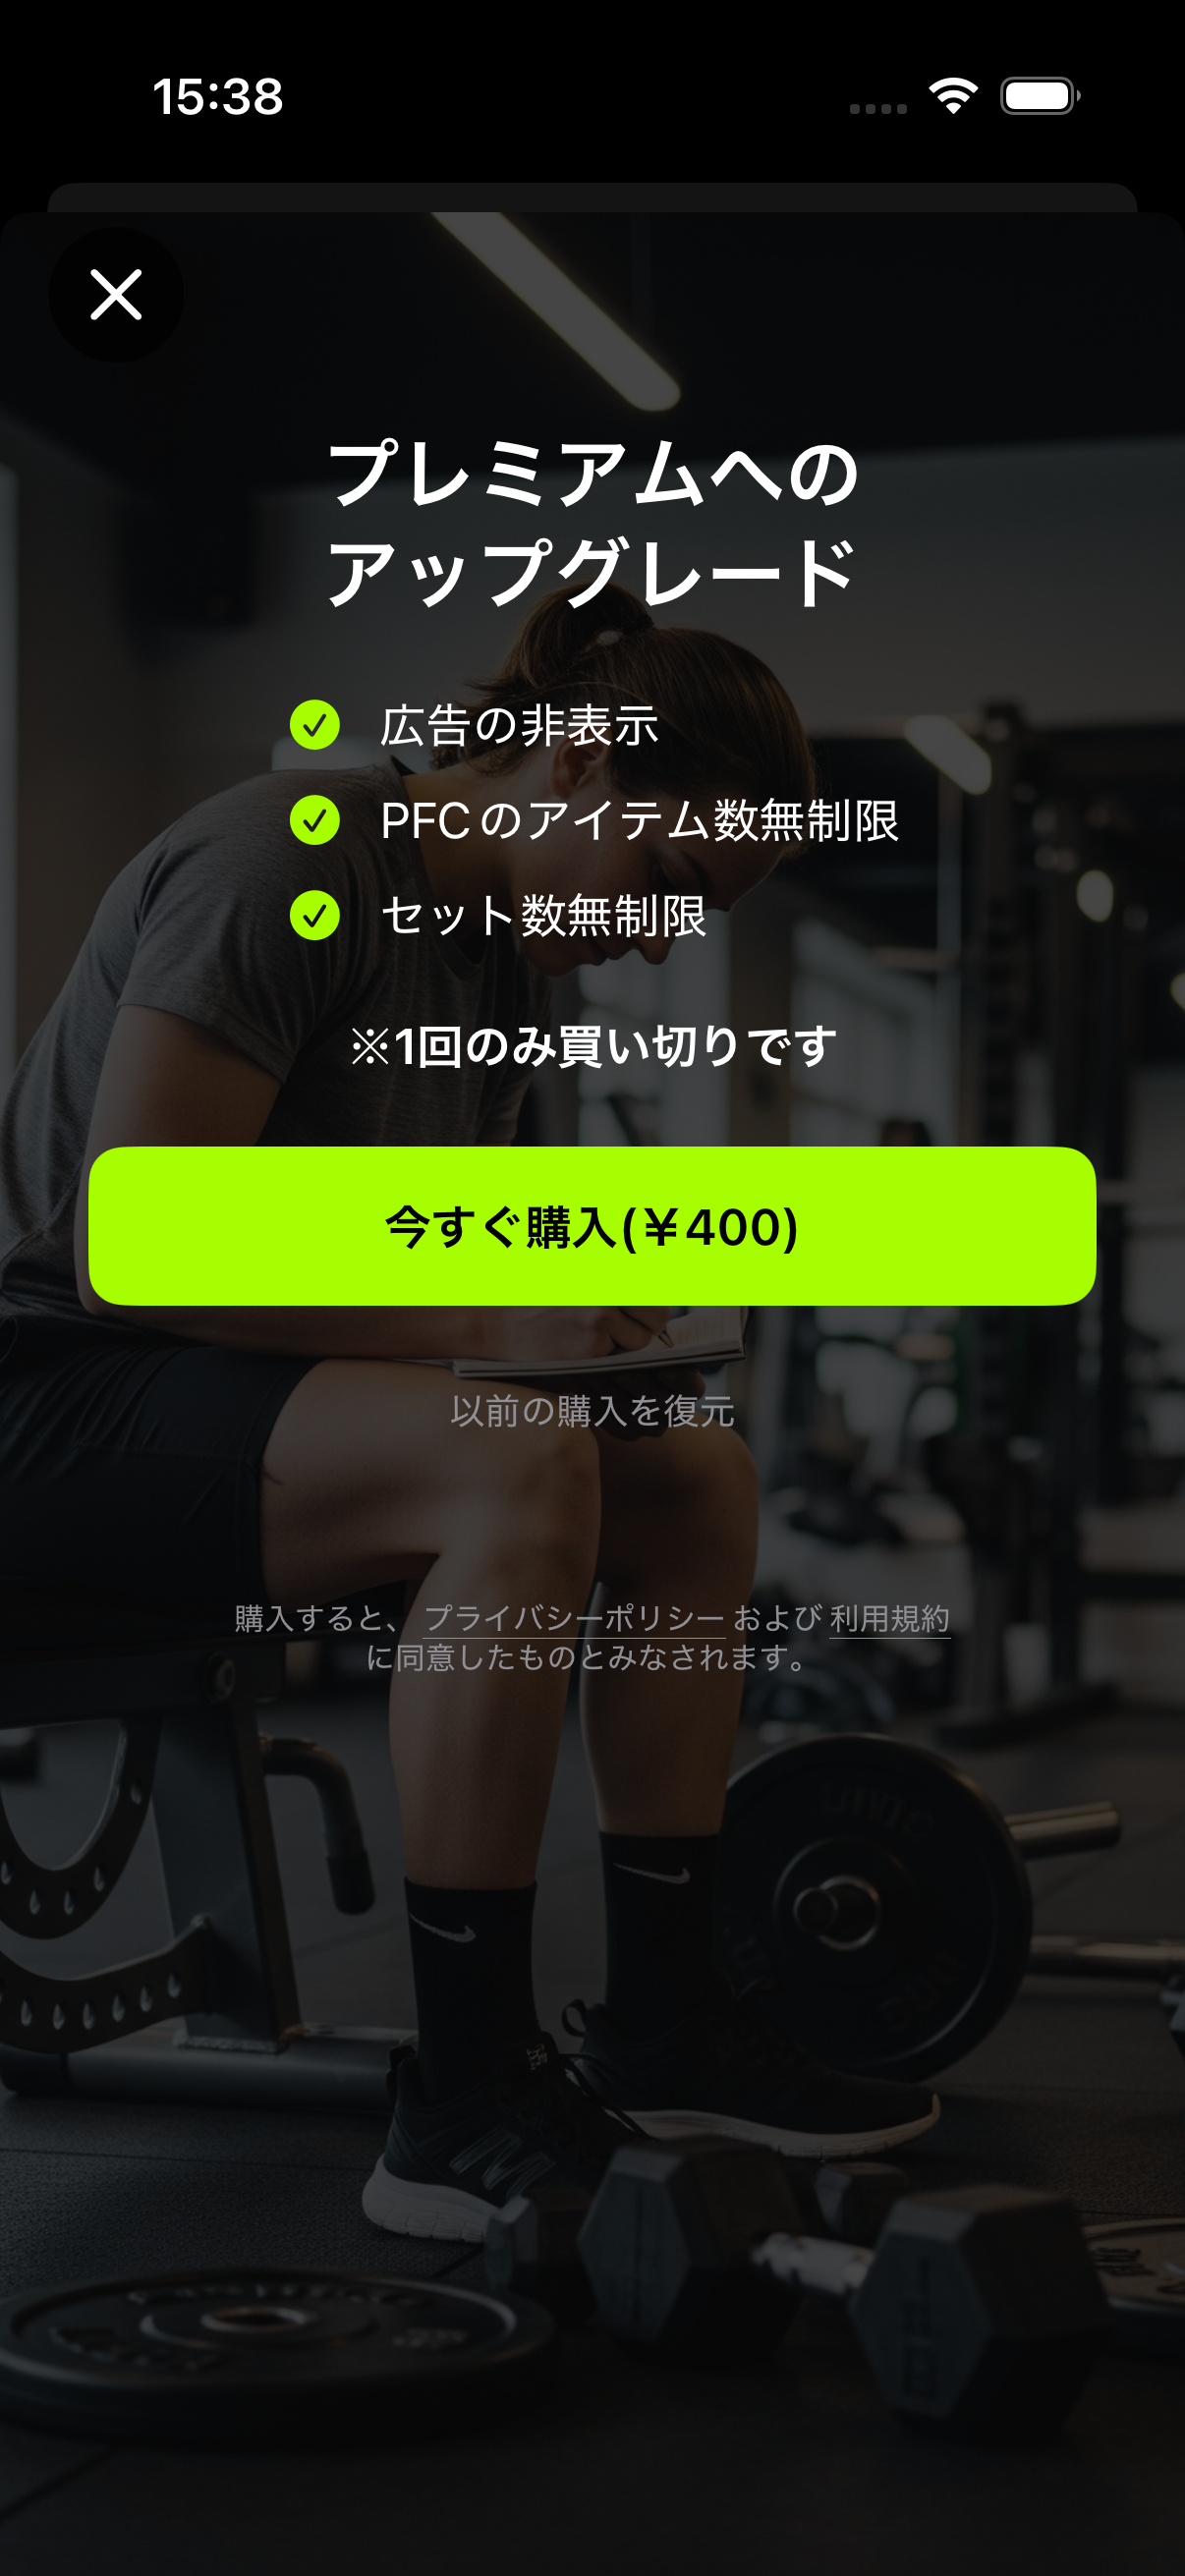 15:38
プレミアムへの
アップグレード
広告の非表示
PFCのアイテム数無制限
セット数無制限
※1回のみ買い切りです
今すぐ購入(¥400)
以前の購入を復元
購入すると、 プライバシーポリシー および 利用規約
に同意したものとみなされます。